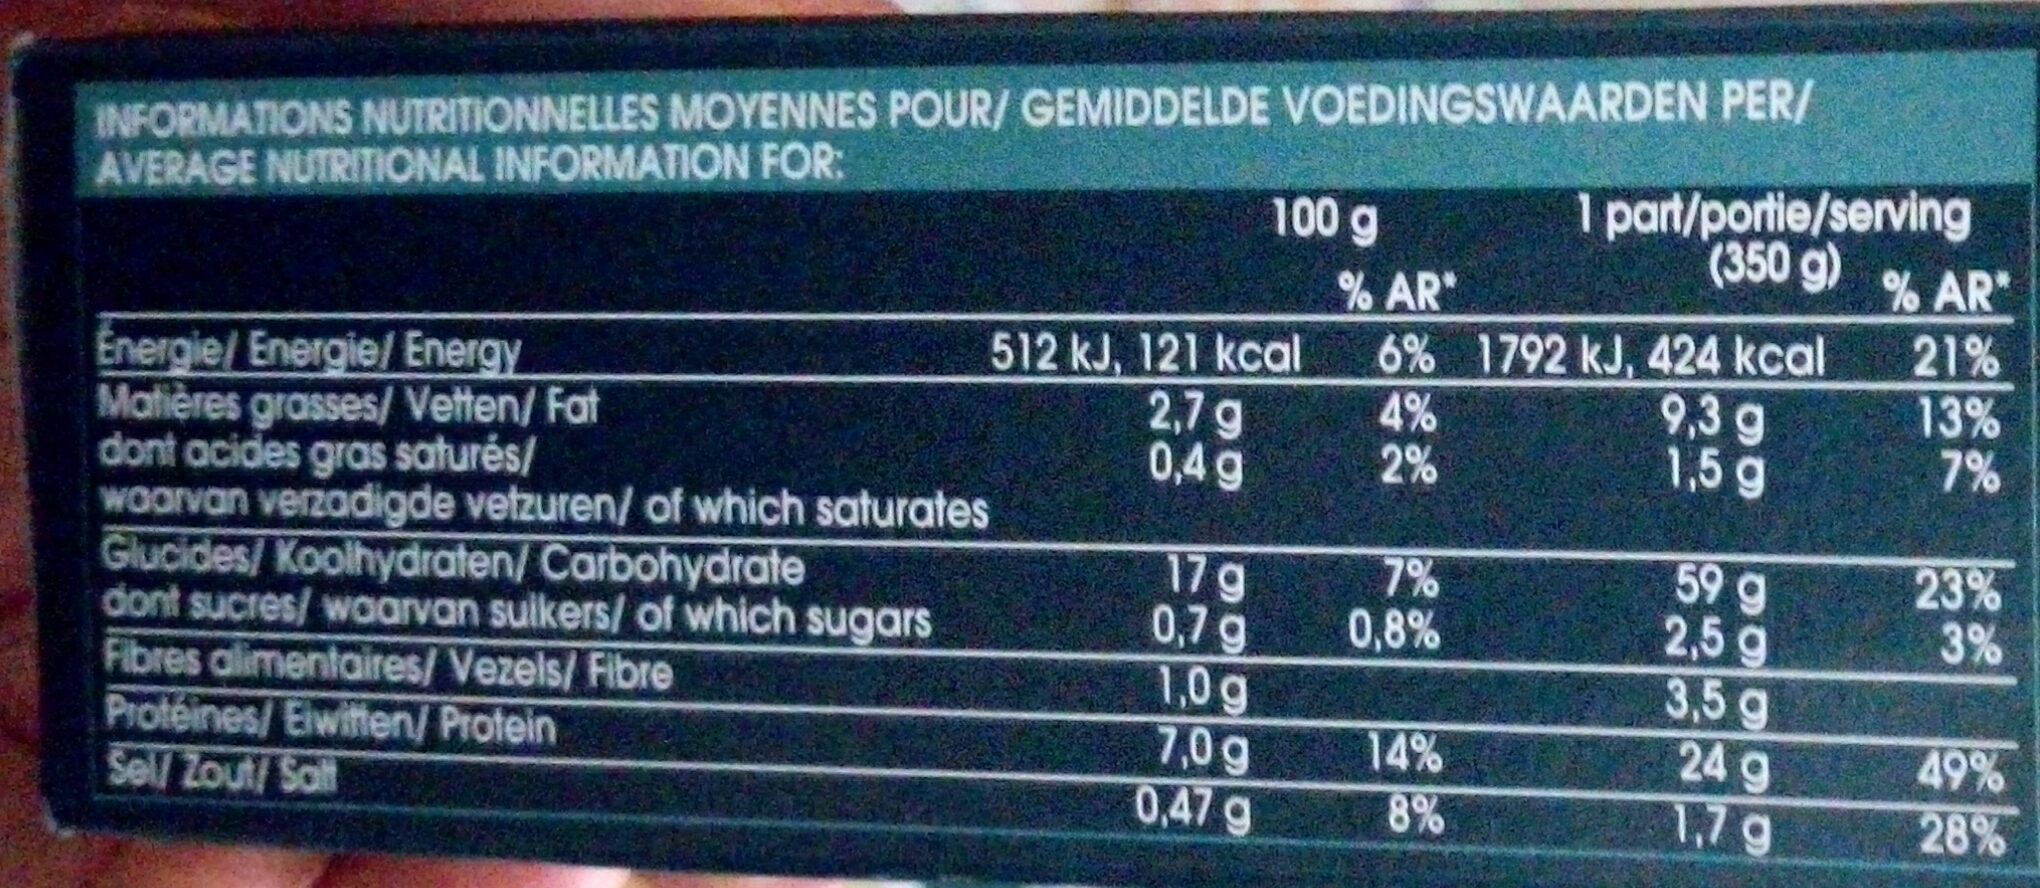 INFORMATIONS NUTRITIONNELLES MOYENNES POUR/ GEMIDDELDE VOEDINGSWAARDEN PER/
AVERAGE NUTRITIONAL INFORMATION FOR:
100 g 1 part/portie/serving
(350 g)
% AR* % AR*
Énergie/ Energie/ Energy 512 kJ, 121 kcal 6% 1792 kJ, 424 kcal 21%
Matières grasses/ Vetten/ Fat 2,7 g 4% 9,3 g 13%
dont acides gras saturés/ 0,4 g 2% 1,5 g 7%
waarvan verzadigde vetzuren/ of which saturates
Glucides/ Koolhydraten/ Carbohydrate 17 g 7% 59 g 23%
dont sucres/ waarvan suikers/ of which sugars 0,7 g 0,8% 2,5 g 3%
Fibres alimentaires/ Vezels/ Fibre 1,0 g 3,5 g
Protéines/ Eiwitten/ Protein 7,0 g 14% 24 g 49%
Sel/ Zout/ Salt 0,47 g 8% 1,7 g 28%